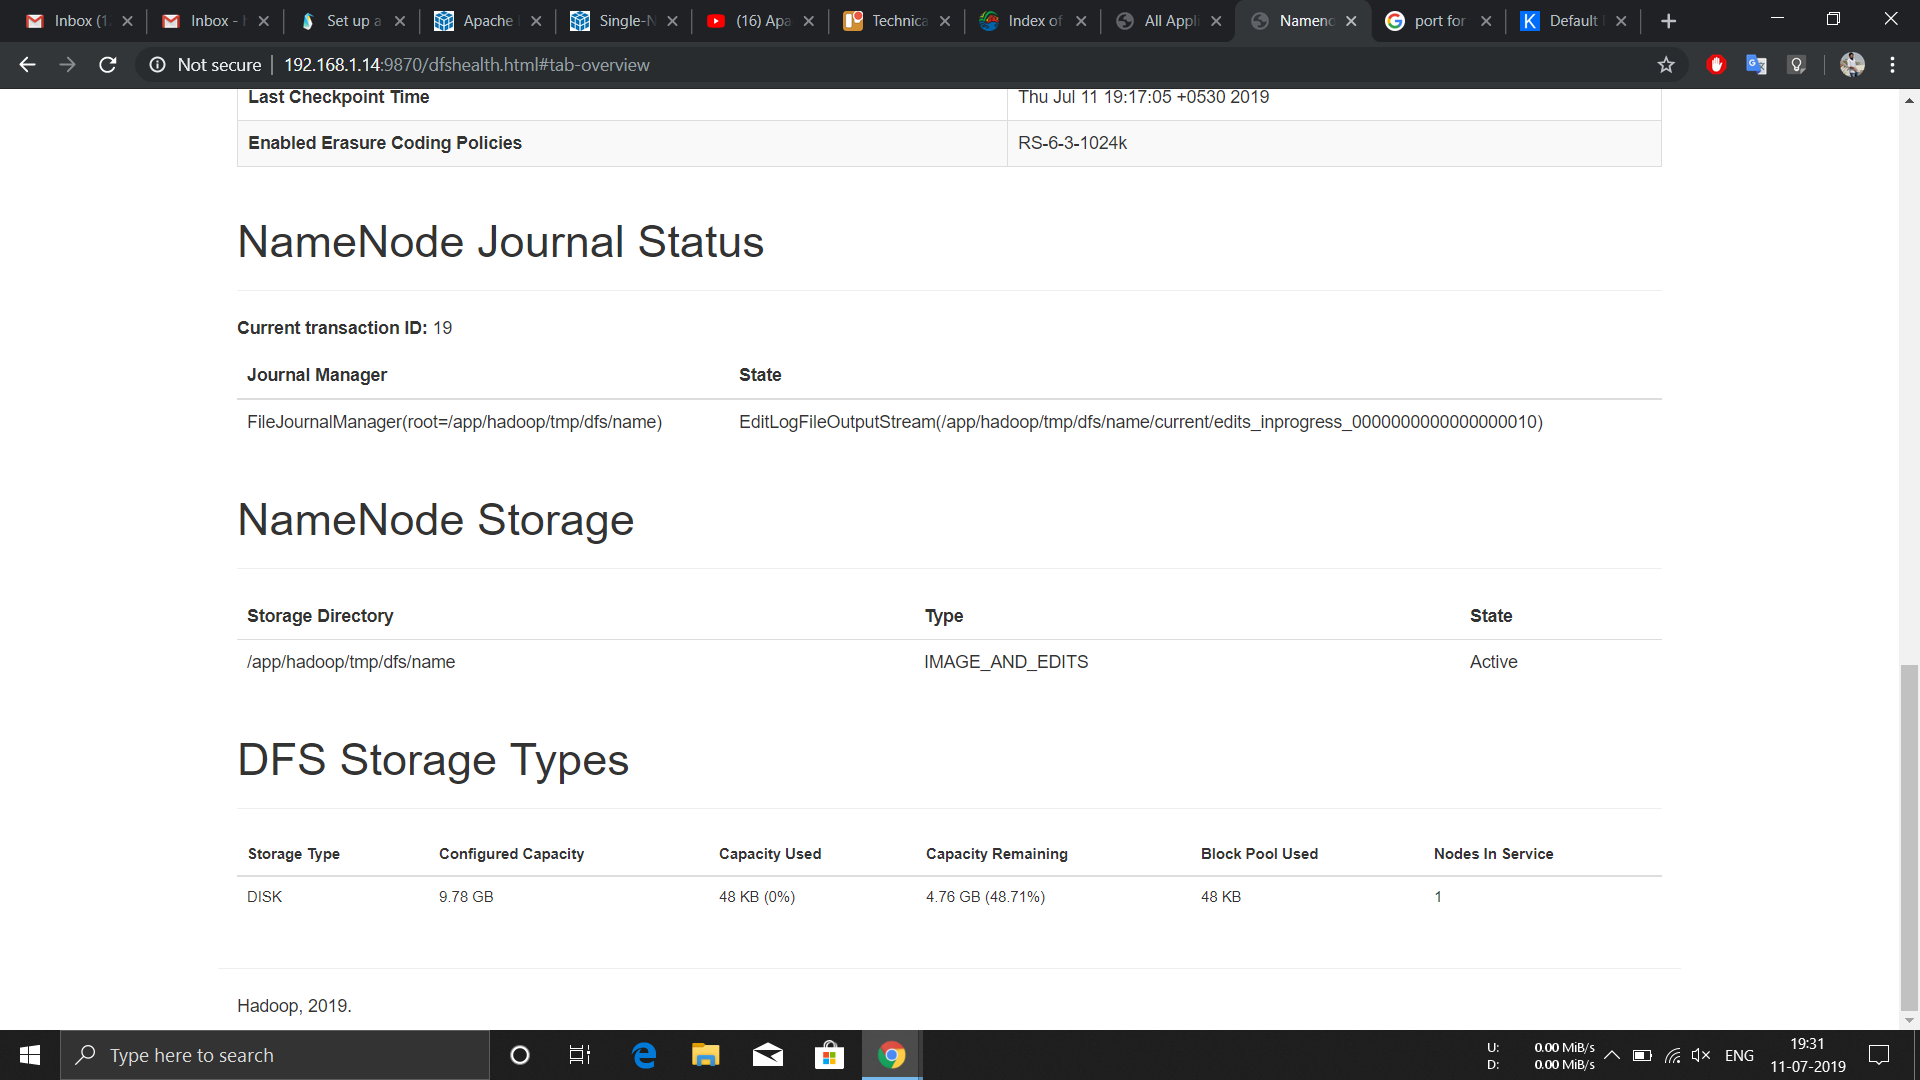 Inbox (1
Inbox - h
Set up a
Apache
Single-N
(16) Apa
Technica
Index of
All Appli
Nameno
port for
Default
Not secure
192.168.1.14:9870/dfshealth.html#tab-overview
Last Checkpoint Time Thu Jul 11 19:17:05 +0530 2019
Enabled Erasure Coding Policies RS-6-3-1024k
NameNode Journal Status
Current transaction ID: 19
Journal Manager State
FileJournalManager(root=/app/hadoop/tmp/dfs/name) EditLogFileOutputStream(/app/hadoop/tmp/dfs/name/current/edits_inprogress_0000000000000000010)
NameNode Storage
Storage Directory Type State
/app/hadoop/tmp/dfs/name IMAGE_AND_EDITS Active
DFS Storage Types
Storage Type Configured Capacity Capacity Used Capacity Remaining Block Pool Used Nodes In Service
DISK 9.78 GB 48 KB (0%) 4.76 GB (48.71%) 48 KB 1
Hadoop, 2019.
Type here to search
U: 0.00 MiB/s
D: 0.00 MiB/s
ENG
19:31
11-07-2019